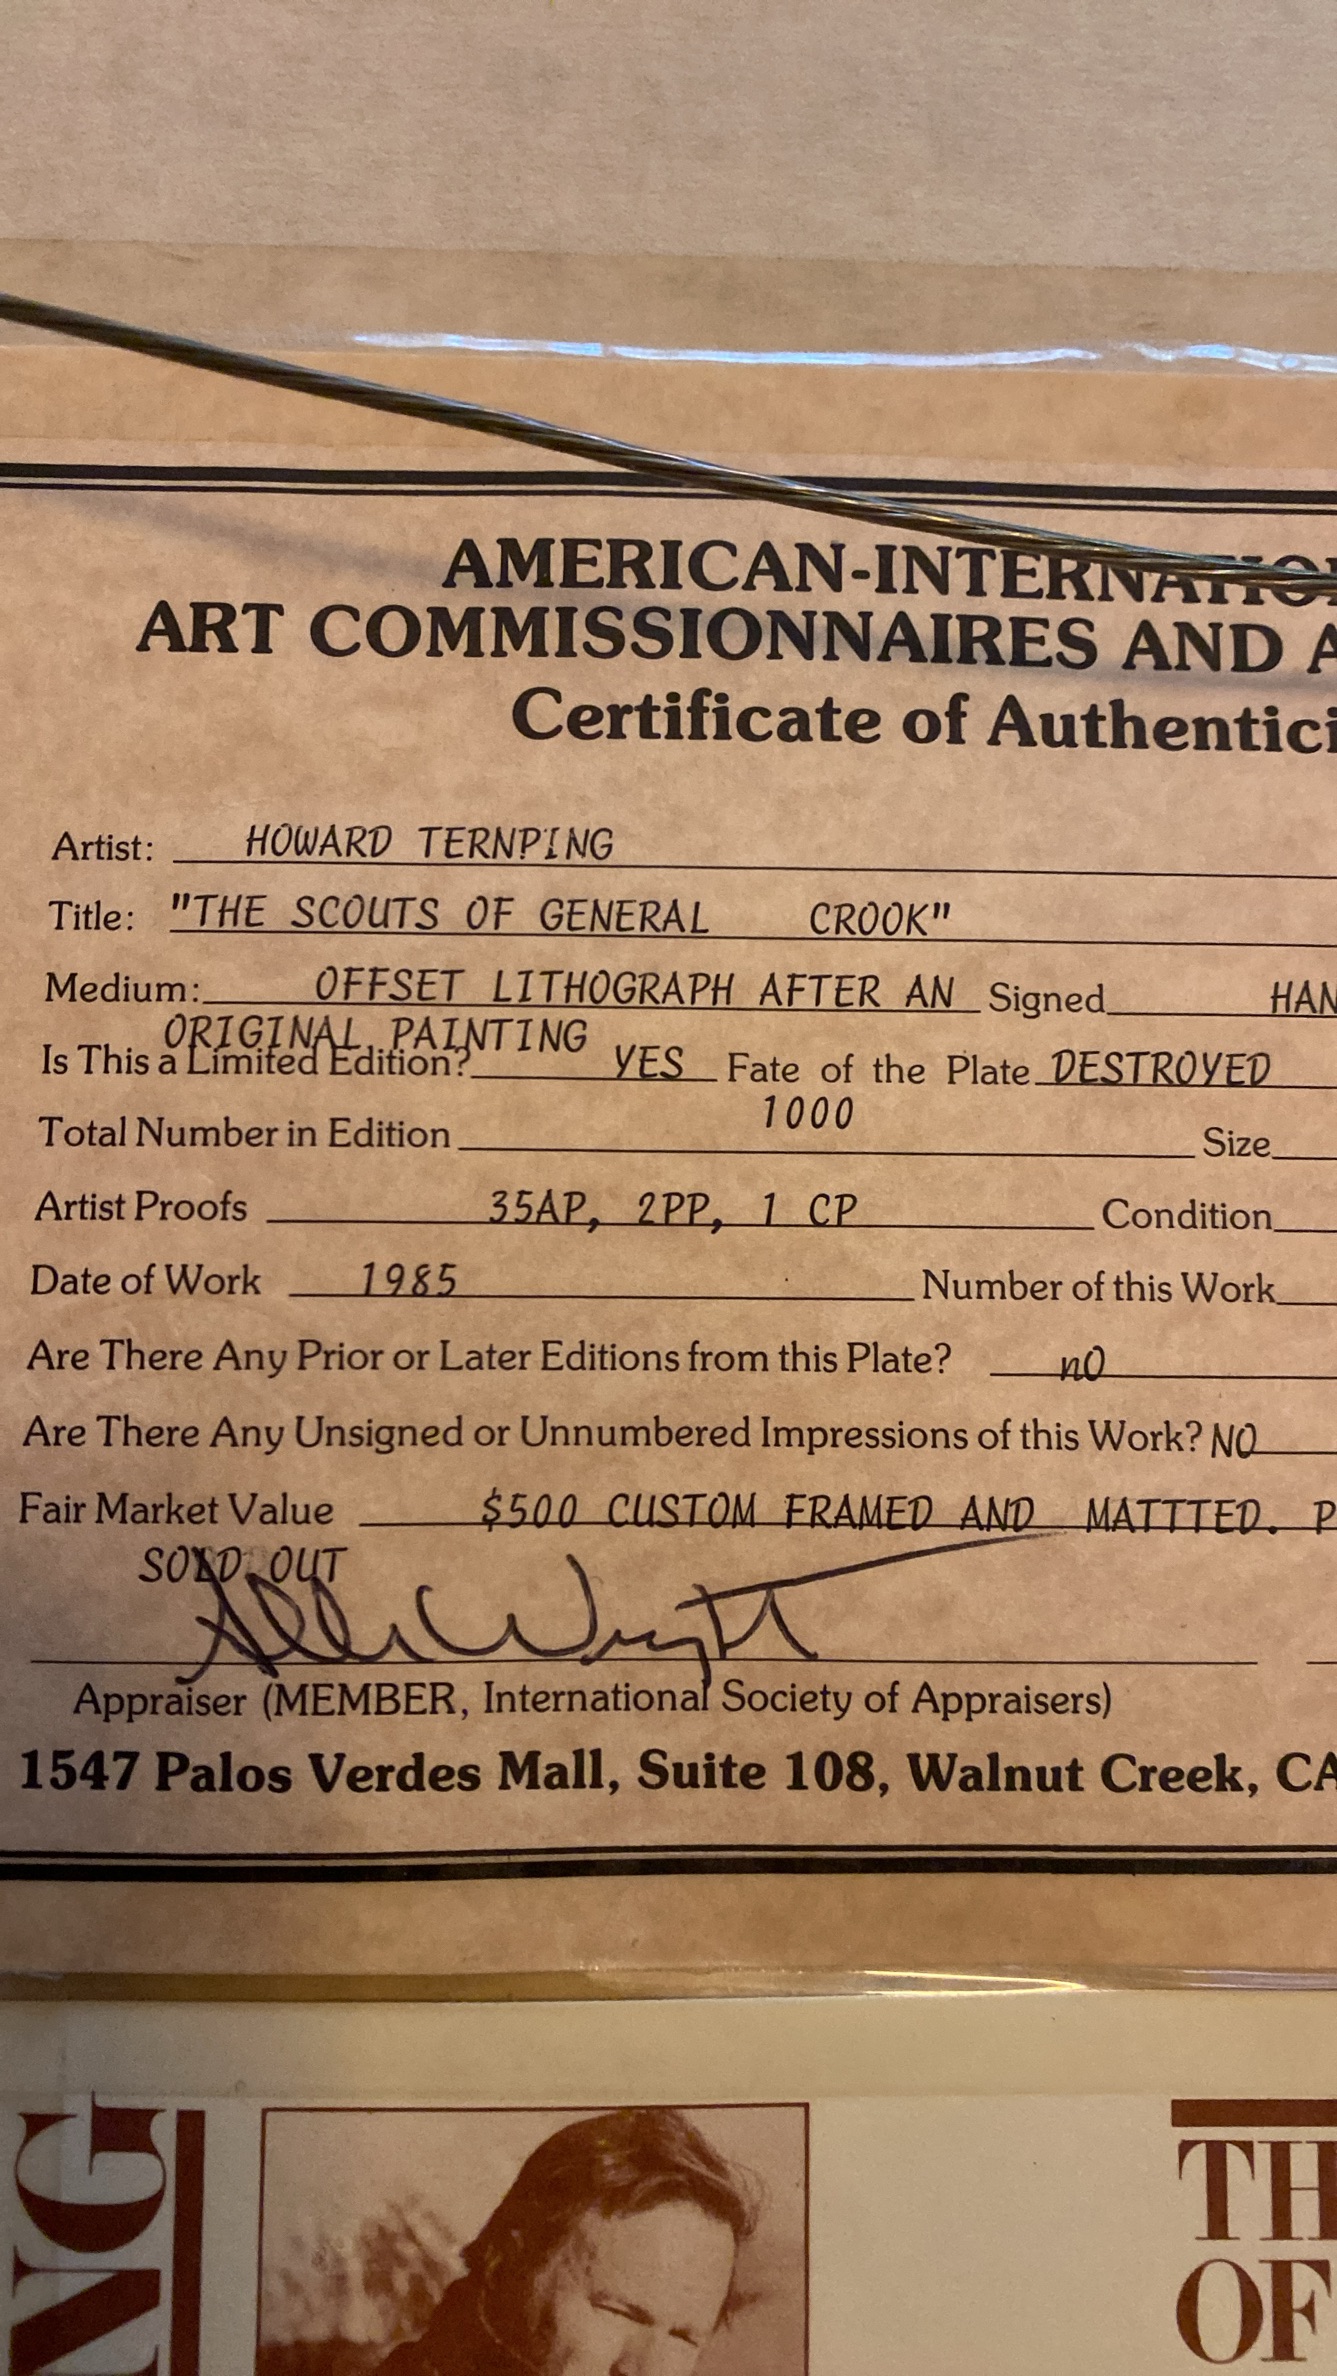 AMERICAN-INTERNATIO
ART COMMISSIONNAIRES AND A
Certificate of Authentici
Artist: HOWARD TERNPING
Title: "THE SCOUTS OF GENERAL CROOK"
Medium: OFFSET LITHOGRAPH AFTER AN Signed HAN
ORIGINAL PAINTING
Is This a Limited Edition? YES Fate of the Plate DESTROYED
1000
Total Number in Edition Size
Artist Proofs 35AP, 2PP, 1 CP Condition
Date of Work 1985 Number of this Work
Are There Any Prior or Later Editions from this Plate? nO
Are There Any Unsigned or Unnumbered Impressions of this Work? NO
Fair Market Value $500 CUSTOM FRAMED AND MATTTED. P
SOLD OUT
Appraiser (MEMBER, International Society of Appraisers)
1547 Palos Verdes Mall, Suite 108, Walnut Creek, CA
NG
TH
OF